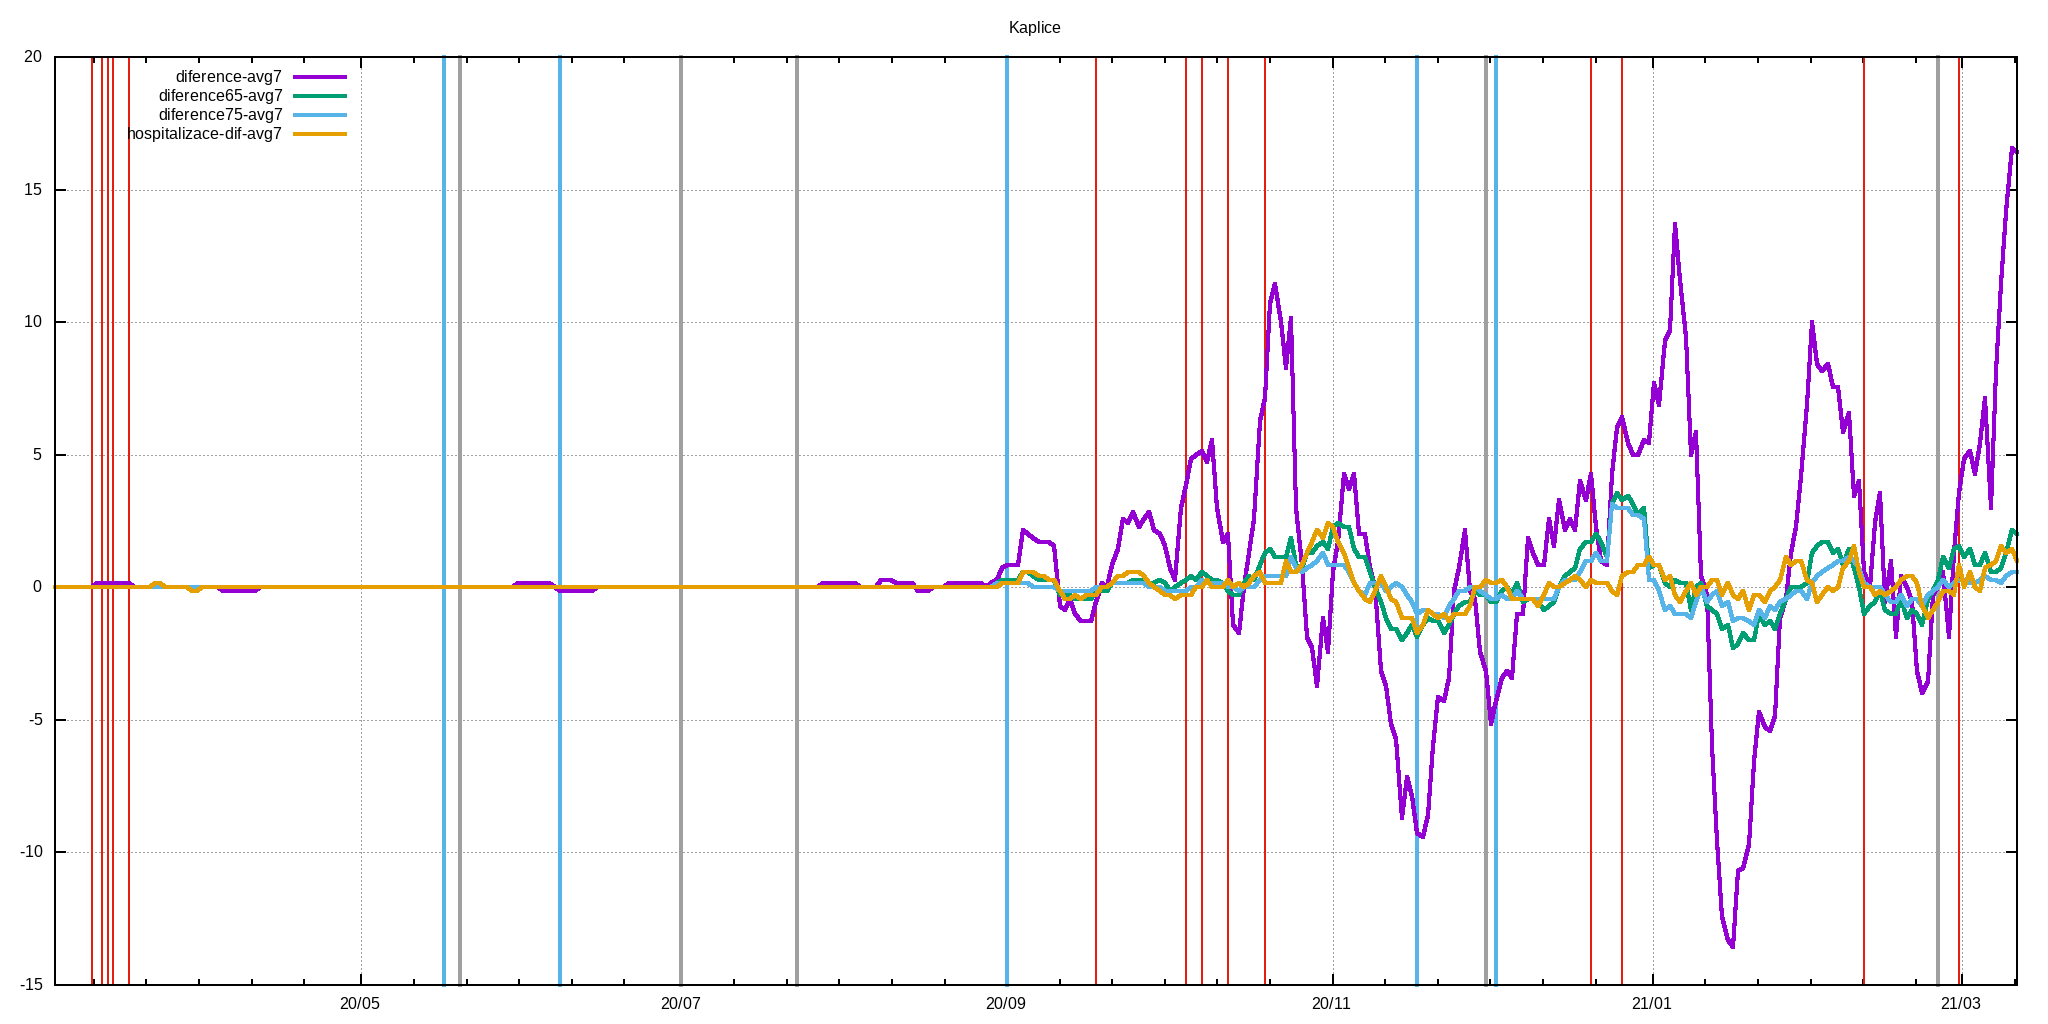 Kaplice
20
diference-avg7
diference65-avg7
diference75-avg7
hospitalizace-dif-avg7
15
10
5
0
-5
-10
-15
20/05 20/07 20/09 20/11 21/01 21/03